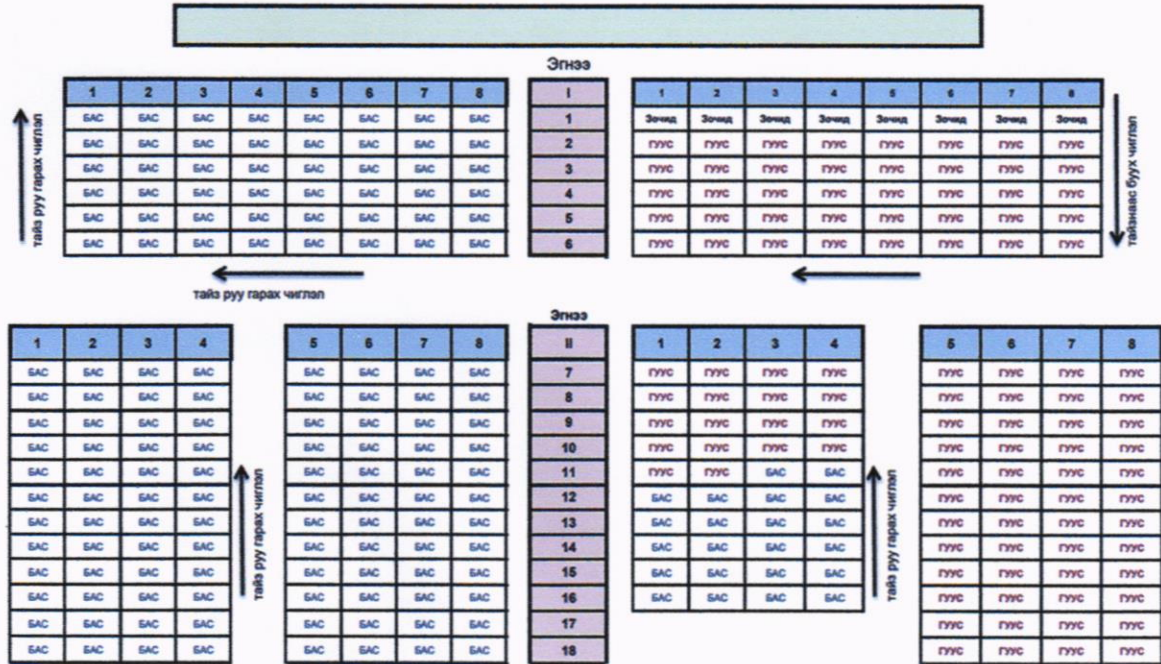 Эгнээ
1 2 3 4 5 6 7 8 I 1 2 3 4 5 6 7 8
БАС БАС БАС БАС БАС БАС БАС БАС 1 Зочид Зочид Зочид Зочид Зочид Зочид Зочид Зочид
БАС БАС БАС БАС БАС БАС БАС БАС 2 ГУУС ГУУС ГУУС ГУУС ГУУС ГУУС ГУУС ГУУС
БАС БАС БАС БАС БАС БАС БАС БАС 3 ГУУС ГУУС ГУУС ГУУС ГУУС ГУУС ГУУС ГУУС
БАС БАС БАС БАС БАС БАС БАС БАС 4 ГУУС ГУУС ГУУС ГУУС ГУУС ГУУС ГУУС ГУУС
БАС БАС БАС БАС БАС БАС БАС БАС 5 ГУУС ГУУС ГУУС ГУУС ГУУС ГУУС ГУУС ГУУС
БАС БАС БАС БАС БАС БАС БАС БАС 6 ГУУС ГУУС ГУУС ГУУС ГУУС ГУУС ГУУС ГУУС
тайз руу гарах чиглэл
тайзнаас буух чиглэл
тайз руу гарах чиглэл
Эгнээ
1 2 3 4 5 6 7 8 II 1 2 3 4 5 6 7 8
БАС БАС БАС БАС БАС БАС БАС БАС 7 ГУУС ГУУС ГУУС ГУУС ГУУС ГУУС ГУУС ГУУС
БАС БАС БАС БАС БАС БАС БАС БАС 8 ГУУС ГУУС ГУУС ГУУС ГУУС ГУУС ГУУС ГУУС
БАС БАС БАС БАС БАС БАС БАС БАС 9 ГУУС ГУУС ГУУС ГУУС ГУУС ГУУС ГУУС ГУУС
БАС БАС БАС БАС БАС БАС БАС БАС 10 ГУУС ГУУС ГУУС ГУУС ГУУС ГУУС ГУУС ГУУС
БАС БАС БАС БАС БАС БАС БАС БАС 11 ГУУС ГУУС БАС БАС ГУУС ГУУС ГУУС ГУУС
БАС БАС БАС БАС БАС БАС БАС БАС 12 БАС БАС БАС БАС ГУУС ГУУС ГУУС ГУУС
БАС БАС БАС БАС БАС БАС БАС БАС 13 БАС БАС БАС БАС ГУУС ГУУС ГУУС ГУУС
БАС БАС БАС БАС БАС БАС БАС БАС 14 БАС БАС БАС БАС ГУУС ГУУС ГУУС ГУУС
БАС БАС БАС БАС БАС БАС БАС БАС 15 БАС БАС БАС БАС ГУУС ГУУС ГУУС ГУУС
БАС БАС БАС БАС БАС БАС БАС БАС 16 БАС БАС БАС БАС ГУУС ГУУС ГУУС ГУУС
БАС БАС БАС БАС БАС БАС БАС БАС 17 ГУУС ГУУС ГУУС ГУУС
БАС БАС БАС БАС БАС БАС БАС БАС 18 ГУУС ГУУС ГУУС ГУУС
тайз руу гарах чиглэл
тайз руу гарах чиглэл